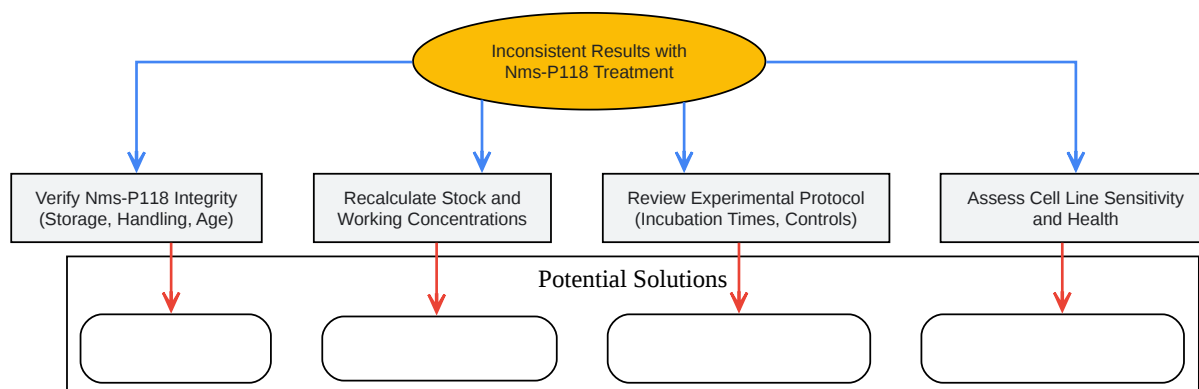 Inconsistent Results with
Nms-P118 Treatment
Verify Nms-P118 Integrity
(Storage, Handling, Age)
Recalculate Stock and
Working Concentrations
Review Experimental Protocol
(Incubation Times, Controls)
Assess Cell Line Sensitivity
and Health
Potential Solutions